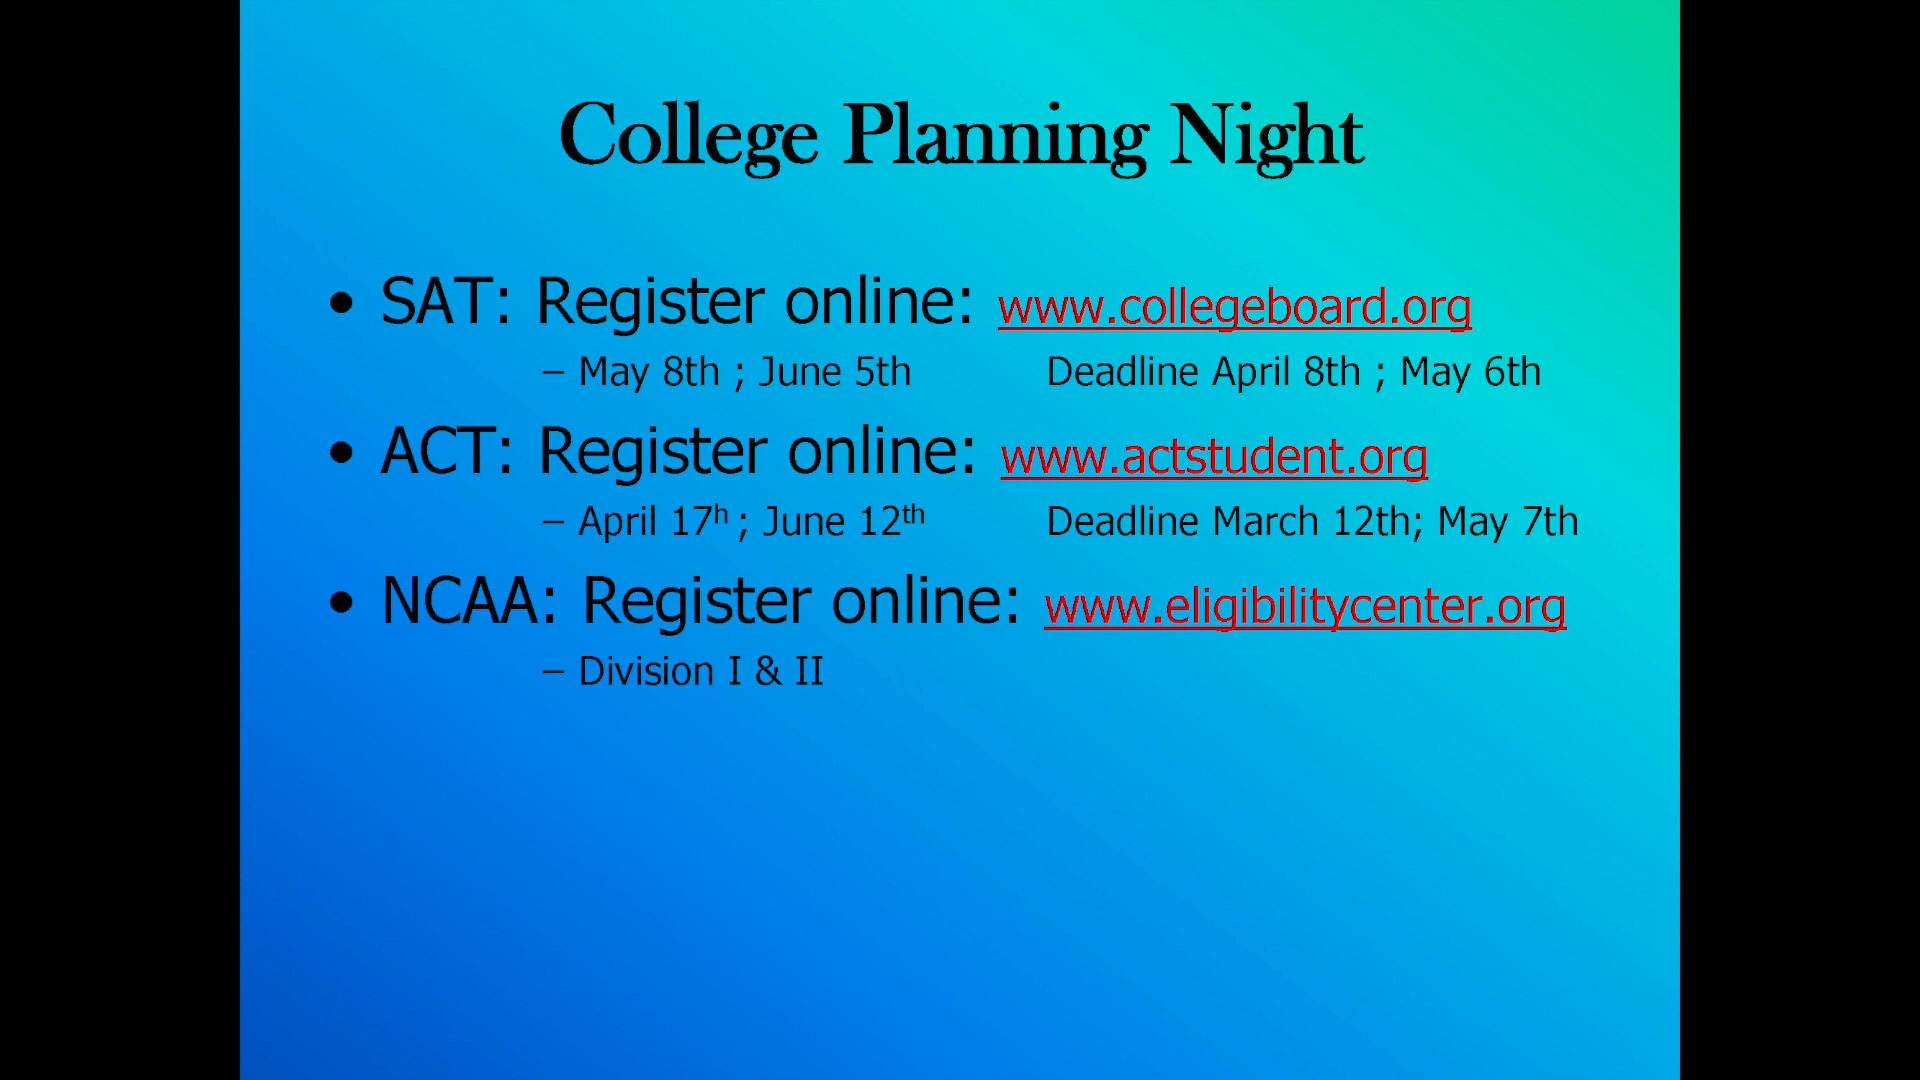 College Planning Night
• SAT: Register online: www.collegeboard.org
– May 8th ; June 5th Deadline April 8th ; May 6th
• ACT: Register online: www.actstudent.org
– April 17h ; June 12th Deadline March 12th; May 7th
• NCAA: Register online: www.eligibilitycenter.org
– Division I & II